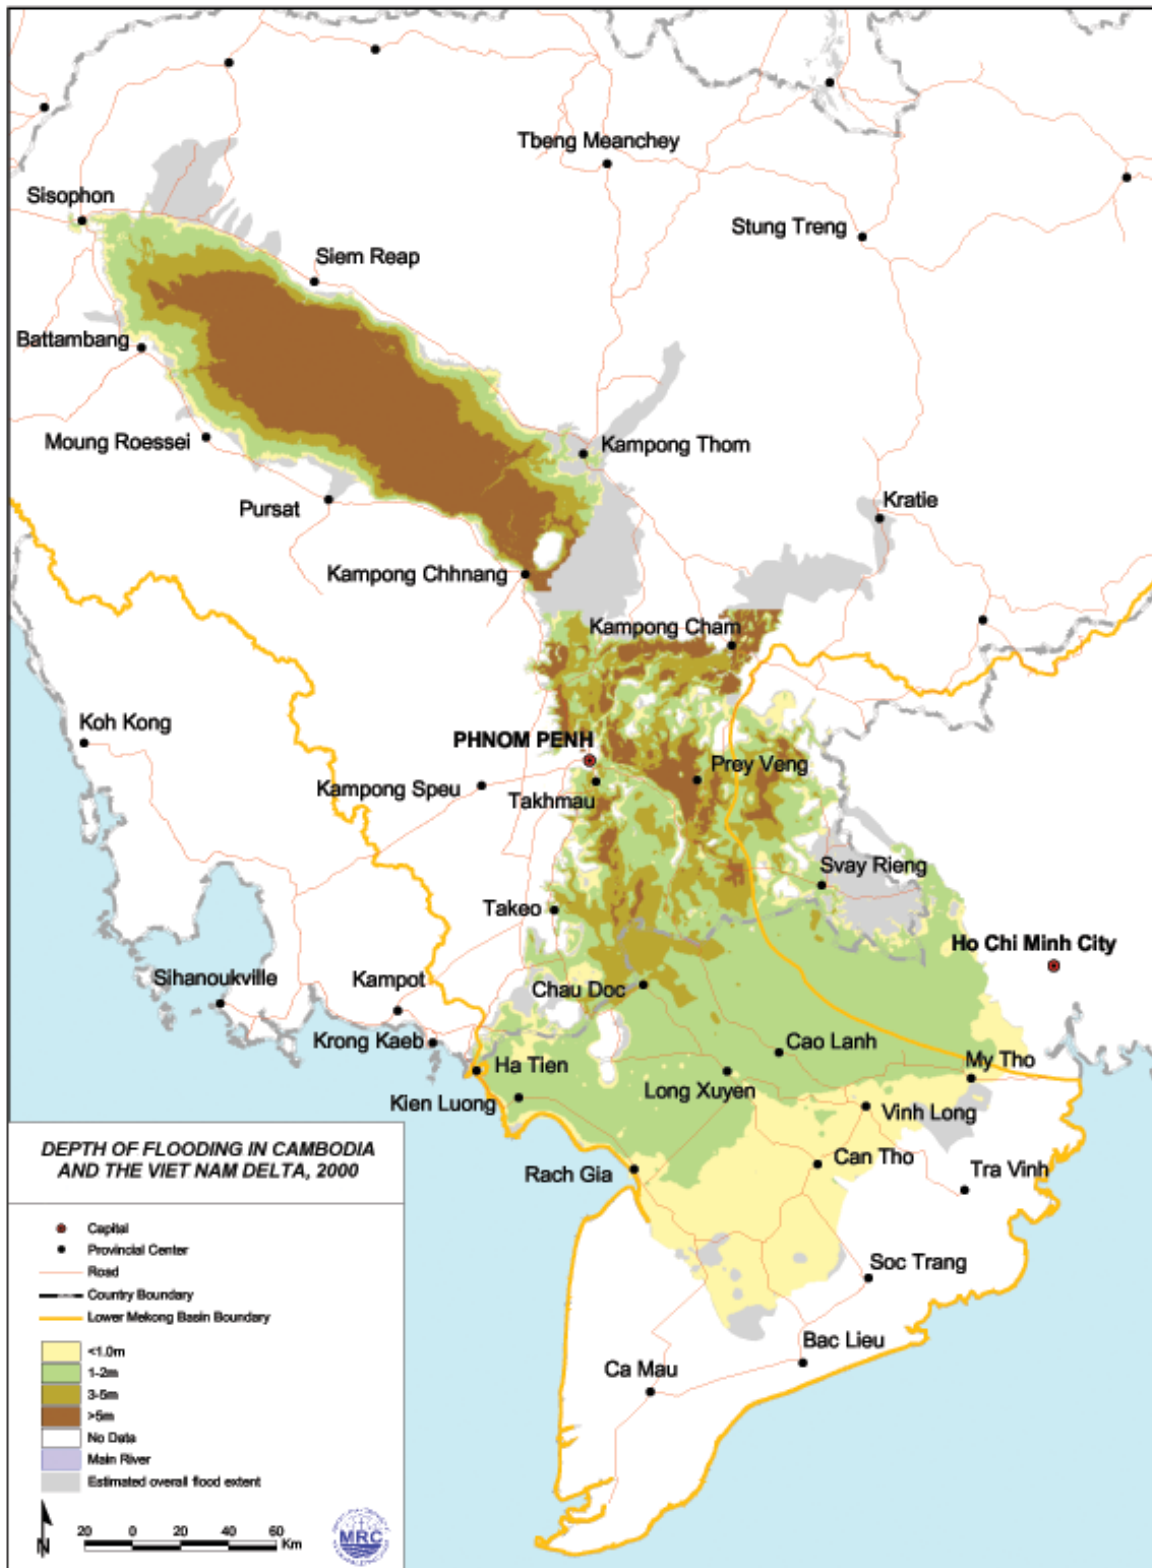 Tbeng Meanchey
Sisophon
Stung Treng
Siem Reap
Battambang
Moung Roessei
Kampong Thom
Pursat
Kratie
Kampong Chhnang
Kampong Cham
Koh Kong
PHNOM PENH
Prey Veng
Kampong Speu
Takhmau
Svay Rieng
Takeo
Ho Chi Minh City
Sihanoukville
Kampot
Chau Doc
Krong Kaeb
Cao Lanh
Ha Tien
My Tho
Long Xuyen
Kien Luong
Vinh Long
Can Tho
Rach Gia
Tra Vinh
Soc Trang
Bac Lieu
Ca Mau
DEPTH OF FLOODING IN CAMBODIA
AND THE VIET NAM DELTA, 2000
Capital
Provincial Center
Road
Country Boundary
Lower Mekong Basin Boundary
<1.0m
1-2m
3-5m
>5m
No Data
Main River
Estimated overall flood extent
N
20 0 20 40 60
Km
MRC